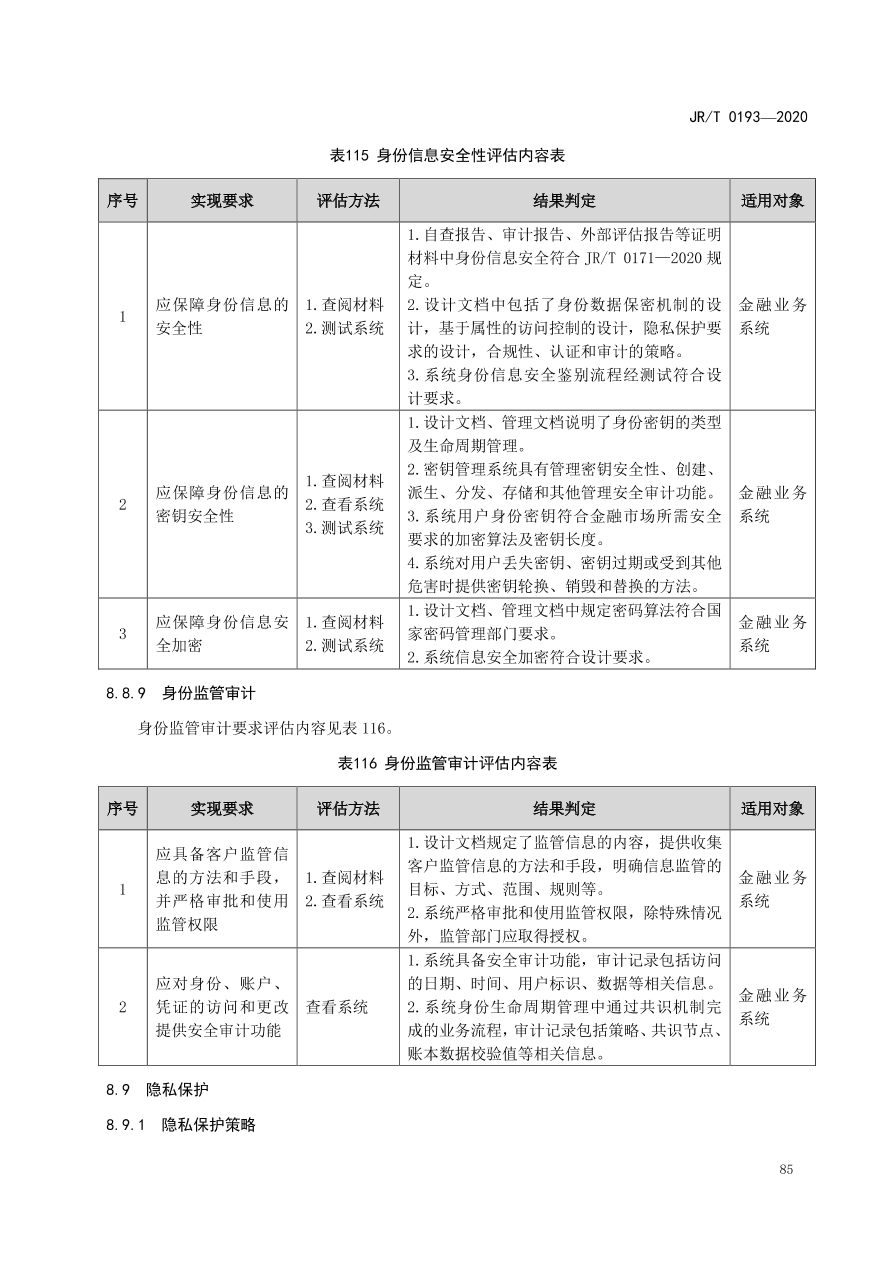 JR/T 0193—2020
表115 身份信息安全性评估内容表
序号 实现要求 评估方法 结果判定 适用对象
1
应保障身份信息的
安全性
1.查阅材料
2.测试系统
1.自查报告、审计报告、外部评估报告等证明
材料中身份信息安全符合 JR/T 0171—2020 规
定。
2.设计文档中包括了身份数据保密机制的设
计，基于属性的访问控制的设计，隐私保护要
求的设计，合规性、认证和审计的策略。
3.系统身份信息安全鉴别流程经测试符合设
计要求。
金融业务
系统
2
应保障身份信息的
密钥安全性
1.查阅材料
2.查看系统
3.测试系统
1.设计文档、管理文档说明了身份密钥的类型
及生命周期管理。
2.密钥管理系统具有管理密钥安全性、创建、
派生、分发、存储和其他管理安全审计功能。
3.系统用户身份密钥符合金融市场所需安全
要求的加密算法及密钥长度。
4.系统对用户丢失密钥、密钥过期或受到其他
危害时提供密钥轮换、销毁和替换的方法。
金融业务
系统
3
应保障身份信息安
全加密
1.查阅材料
2.测试系统
1.设计文档、管理文档中规定密码算法符合国
家密码管理部门要求。
2.系统信息安全加密符合设计要求。
金融业务
系统
8.8.9 身份监管审计
身份监管审计要求评估内容见表 116。
表116 身份监管审计评估内容表
序号 实现要求 评估方法 结果判定 适用对象
1
应具备客户监管信
息的方法和手段，
并严格审批和使用
监管权限
1.查阅材料
2.查看系统
1.设计文档规定了监管信息的内容，提供收集
客户监管信息的方法和手段，明确信息监管的
目标、方式、范围、规则等。
2.系统严格审批和使用监管权限，除特殊情况
外，监管部门应取得授权。
金融业务
系统
2
应对身份、账户、
凭证的访问和更改
提供安全审计功能
查看系统
1.系统具备安全审计功能，审计记录包括访问
的日期、时间、用户标识、数据等相关信息。
2.系统身份生命周期管理中通过共识机制完
成的业务流程，审计记录包括策略、共识节点、
账本数据校验值等相关信息。
金融业务
系统
8.9 隐私保护
8.9.1 隐私保护策略
85